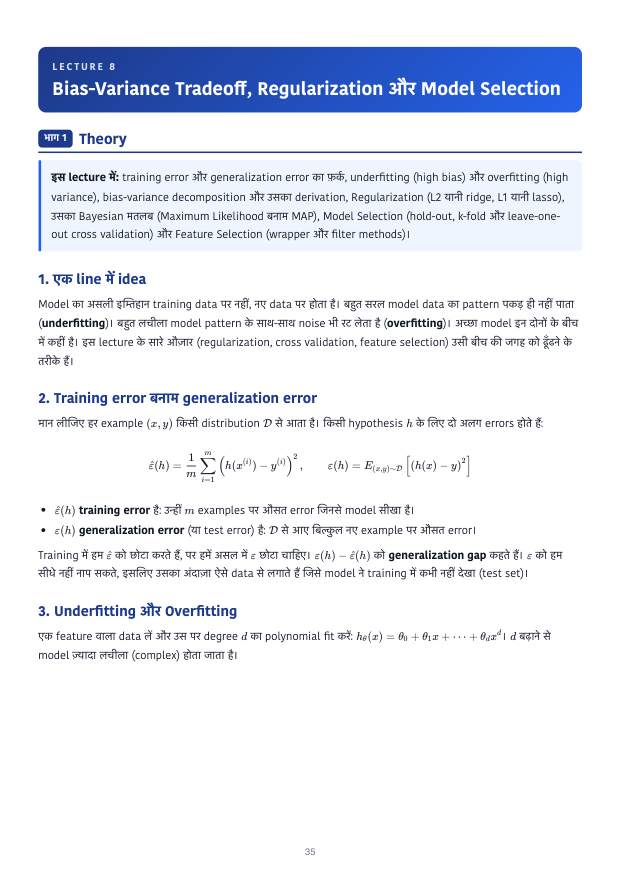 LECTURE 8
Bias-Variance Tradeoff, Regularization और Model Selection
भाग 1 Theory
इस lecture में: training error और generalization error का फ़र्क, underfitting (high bias) और overfitting (high
variance), bias-variance decomposition और उसका derivation, Regularization (L2 यानी ridge, L1 यानी lasso),
उसका Bayesian मतलब (Maximum Likelihood बनाम MAP), Model Selection (hold-out, k-fold और leave-one-
out cross validation) और Feature Selection (wrapper और filter methods)।
1. एक line में idea
Model का असली इम्तिहान training data पर नहीं, नए data पर होता है। बहुत सरल model data का pattern पकड़ ही नहीं पाता
(underfitting)। बहुत लचीला model pattern के साथ-साथ noise भी रट लेता है (overfitting)। अच्छा model इन दोनों के बीच
में कहीं है। इस lecture के सारे औज़ार (regularization, cross validation, feature selection) उसी बीच की जगह को ढूँढने के
तरीके हैं।
2. Training error बनाम generalization error
मान लीजिए हर example (x, y) किसी distribution 𝒟 से आता है। किसी hypothesis h के लिए दो अलग errors होते हैं:
ε̂(h) = 1/m ∑_{i=1}^{m} (h(x^{(i)}) − y^{(i)})^2, ε(h) = E_{(x,y)∼𝒟} [(h(x) − y)^2]
• ε̂(h) training error है: उन्हीं m examples पर औसत error जिनसे model सीखा है।
• ε(h) generalization error (या test error) है: 𝒟 से आए बिल्कुल नए example पर औसत error।
Training में हम ε̂ को छोटा करते हैं, पर हमें असल में ε छोटा चाहिए। ε(h) − ε̂(h) को generalization gap कहते हैं। ε को हम
सीधे नहीं नाप सकते, इसलिए उसका अंदाज़ा ऐसे data से लगाते हैं जिसे model ने training में कभी नहीं देखा (test set)।
3. Underfitting और Overfitting
एक feature वाला data लें और उस पर degree d का polynomial fit करें: h_θ(x) = θ_0 + θ_1x + ⋯ + θ_dx^d। d बढ़ाने से
model ज़्यादा लचीला (complex) होता जाता है।
35